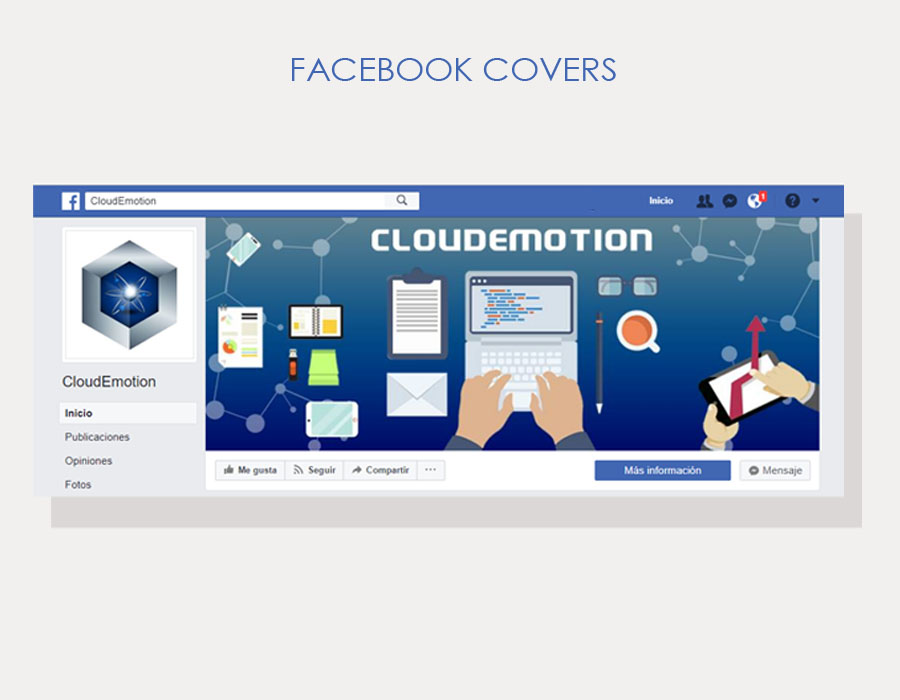 FACEBOOK COVERS
CloudEmotion
Inicio
1
?
CLOUDEMOTION
CloudEmotion
Inicio
Publicaciones
Opiniones
Fotos
Me gusta
Seguir
Compartir
...
Más información
Mensaje